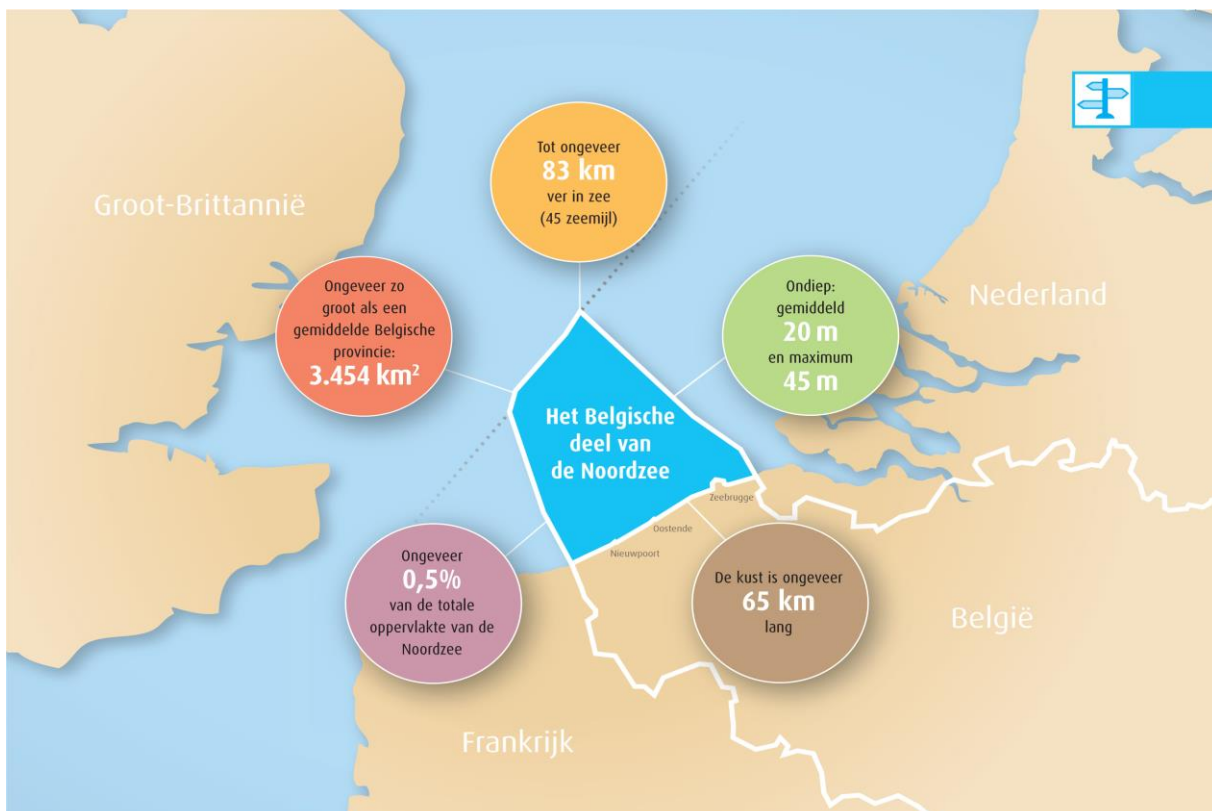 Tot ongeveer
83 km
ver in zee
(45 zeemijl)
Groot-Brittannië
Ongeveer zo
groot als een
gemiddelde Belgische
provincie:
3.454 km²
Ondiep:
gemiddeld
20 m
en maximum
45 m
Nederland
Het Belgische
deel van
de Noordzee
Zeebrugge
Oostende
Nieuwpoort
Ongeveer
0,5%
van de totale
oppervlakte van de
Noordzee
De kust is ongeveer
65 km
lang
België
Frankrijk